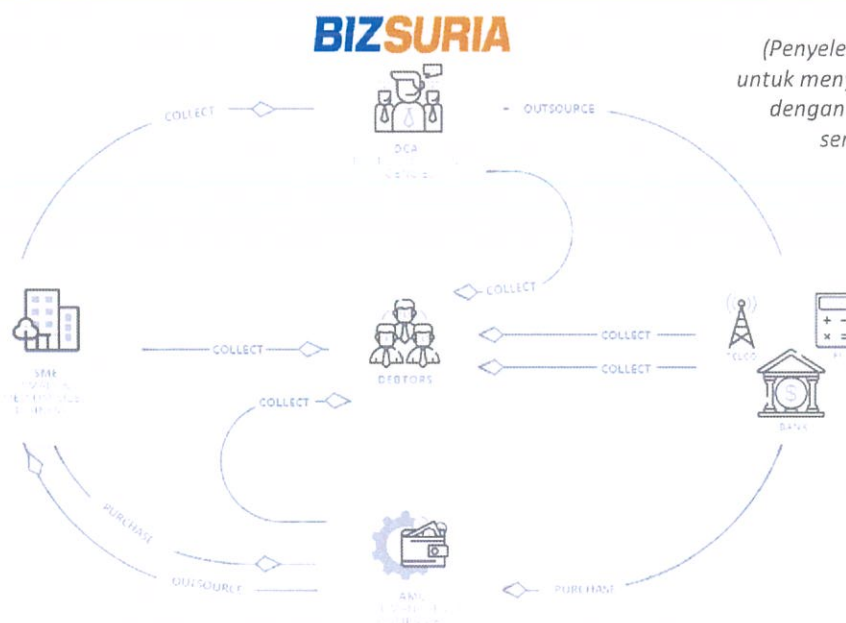 BIZSURIA
(Penyele
untuk men
dengan
ser
COLLECT
OUTSOURCE
DCA
COLLECT
COLLECT
COLLECT
COLLECT
TELCO
SME
DEBTORS
COLLECT
BANK
PURCHASE
OUTSOURCE
AMC
PURCHASE